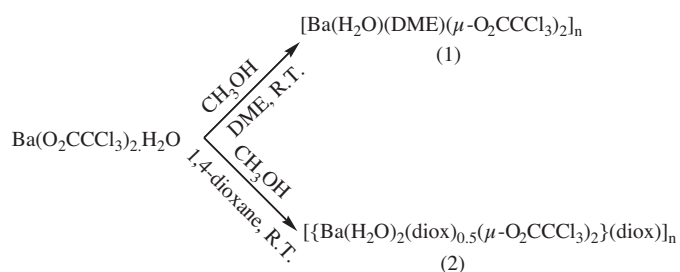 [Ba(H₂O)(DME)(μ-O₂CCCl₃)₂]ₙ
(1)
CH₃OH
DME, R.T.
Ba(O₂CCCl₃)₂.H₂O
CH₃OH
1,4-dioxane, R.T.
[{Ba(H₂O)₂(diox)₀.₅(μ-O₂CCCl₃)₂}(diox)]ₙ
(2)